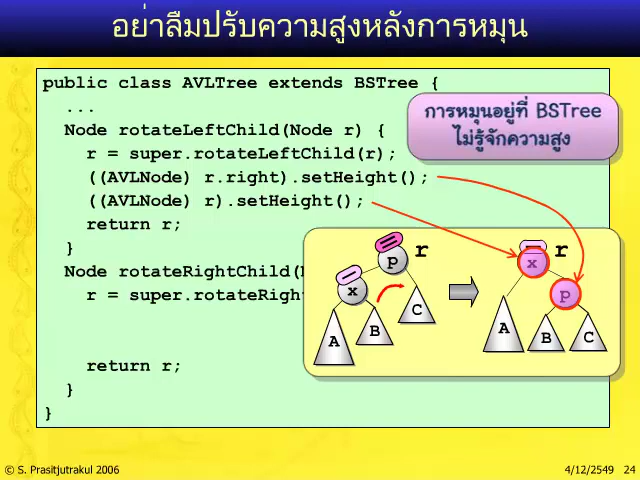 อย่าลืมปรับความสูงหลังการหมุน
public class AVLTree extends BSTree {
...
การหมุนอยู่ที่ BSTree
ไม่รู้จักความสูง
Node rotateLeftChild(Node r) {
r = super.rotateLeftChild(r);
((AVLNode) r.right).setHeight();
((AVLNode) r).setHeight();
return r;
}
Node rotateRightChild(
r = super.rotateRigh
return r;
}
}
p r
x
C
B
A
x r
p
A
B C
© S. Prasitjutrakul 2006
4/12/2549 24